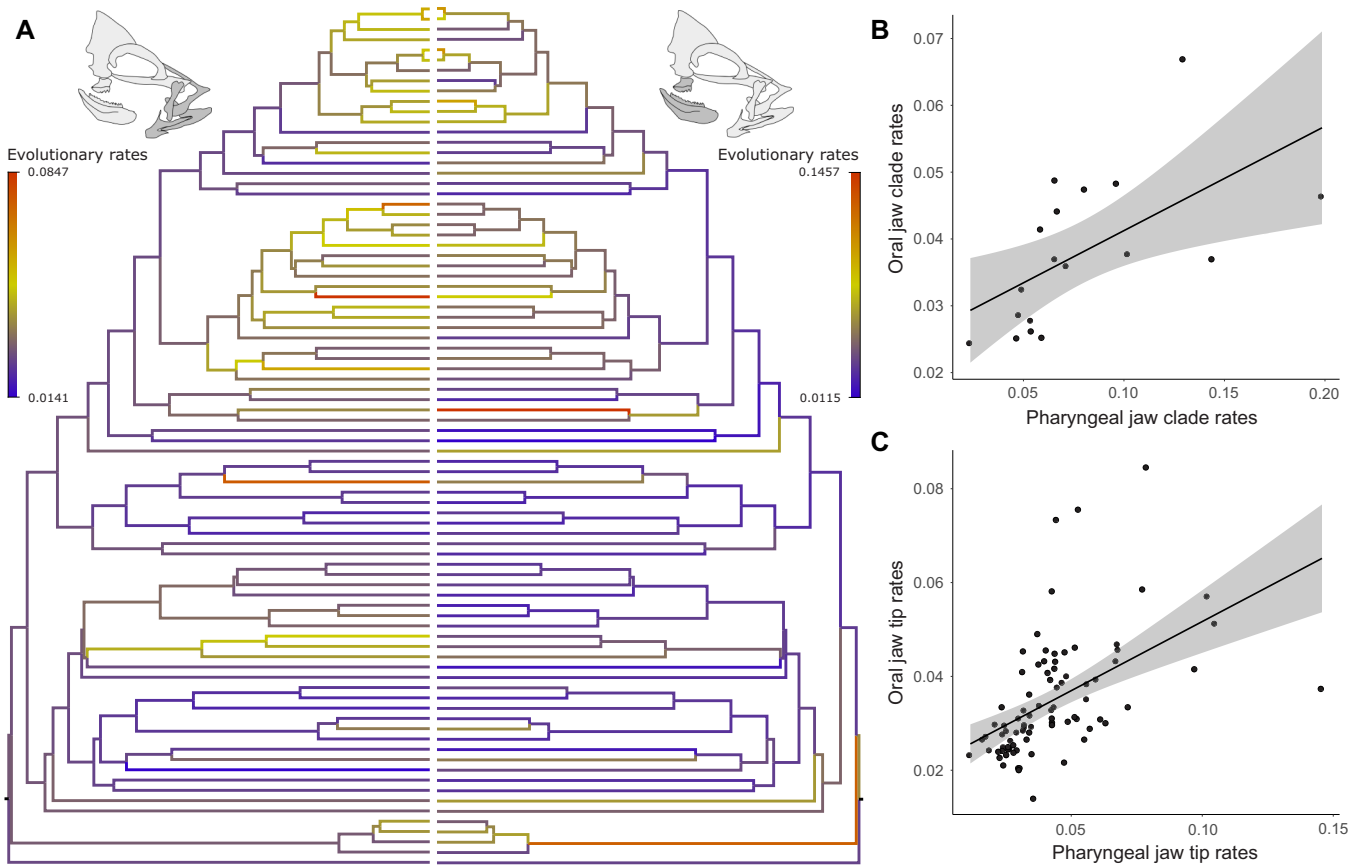 A
Evolutionary rates
0.0847
0.0141
Evolutionary rates
0.1457
0.0115
B
Oral jaw clade rates
0.07
0.06
0.05
0.04
0.03
0.02
0.05
0.10
0.15
0.20
Pharyngeal jaw clade rates
C
Oral jaw tip rates
0.08
0.06
0.04
0.02
0.05
0.10
0.15
Pharyngeal jaw tip rates